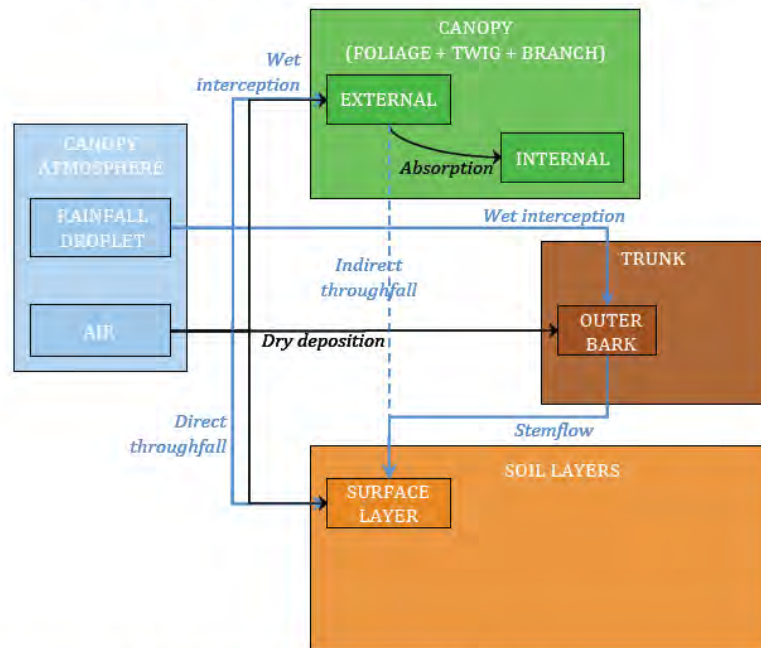 CANOPY
(FOLIAGE + TWIG + BRANCH)
Wet
interception
EXTERNAL
INTERNAL
Absorption
CANOPY
ATMOSPHERE
RAINFALL
DROPLET
Wet interception
TRUNK
Indirect
throughfall
AIR
OUTER
BARK
Dry deposition
Direct
throughfall
Stemflow
SOIL LAYERS
SURFACE
LAYER